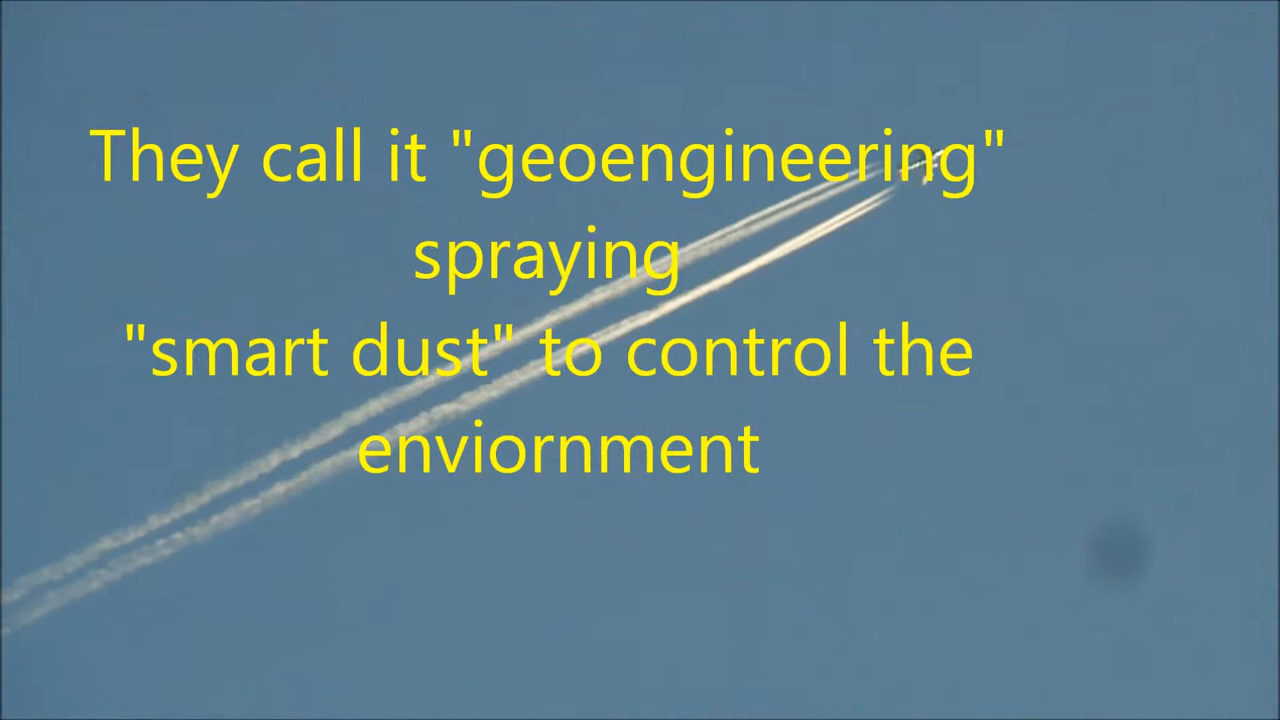 They call it "geoengineering"
spraying
"smart dust" to control the
enviornment